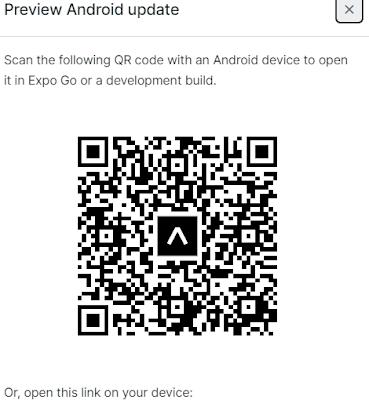 Preview Android update
Scan the following QR code with an Android device to open
it in Expo Go or a development build.
Or, open this link on your device: